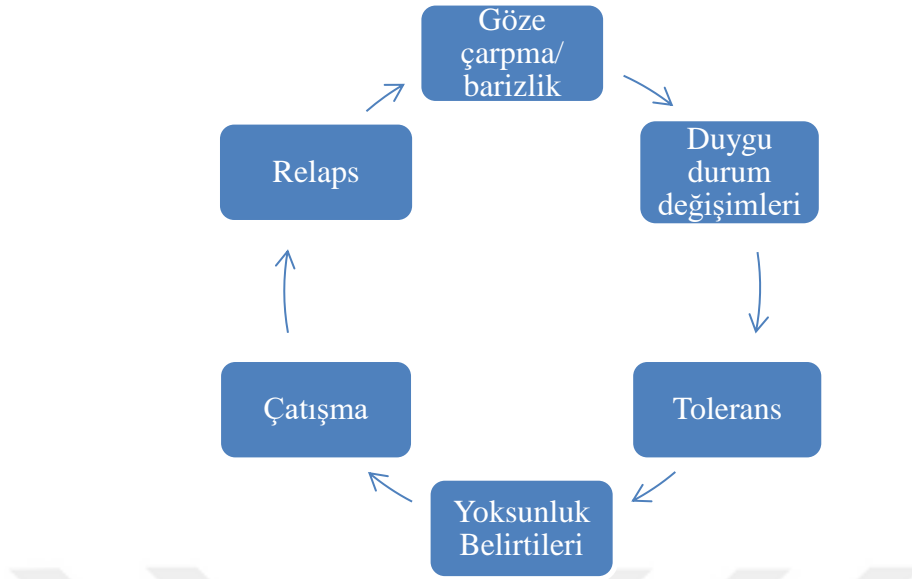 Göze
çarpma/
barizlik
Duygu
durum
değişimleri
Tolerans
Yoksunluk
Belirtileri
Çatışma
Relaps